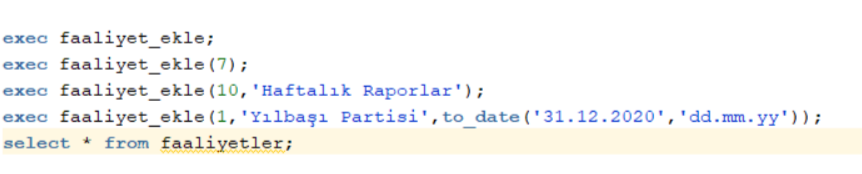 exec faaliyet_ekle;
exec faaliyet_ekle(7);
exec faaliyet_ekle(10,'Haftalık Raporlar');
exec faaliyet_ekle(1,'Yılbaşı Partisi',to_date('31.12.2020','dd.mm.yy'));
select * from faaliyetler;